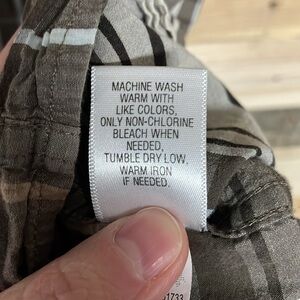 MACHINE WASH
WARM WITH
LIKE COLORS,
ONLY NON-CHLORINE
BLEACH WHEN
NEEDED,
TUMBLE DRY LOW,
WARM IRON
IF NEEDED.
1733